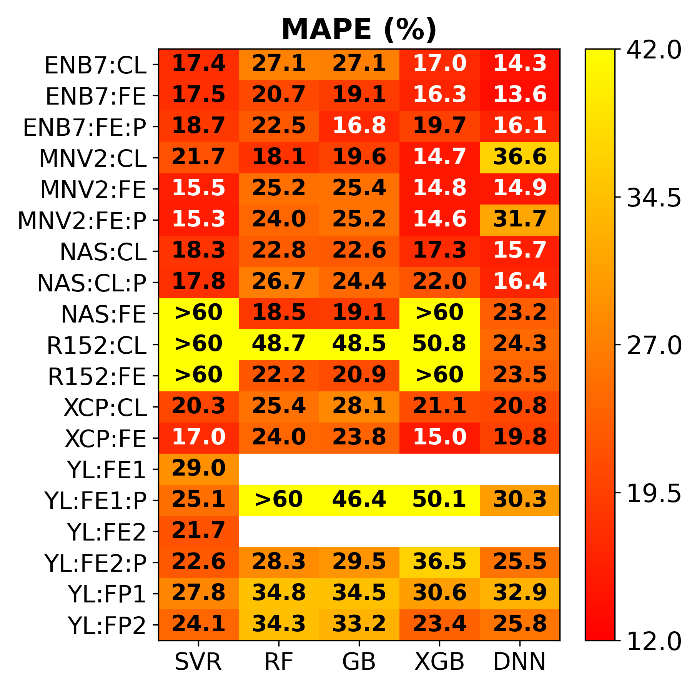 MAPE (%)
ENB7:CL 17.4 27.1 27.1 17.0 14.3
ENB7:FE 17.5 20.7 19.1 16.3 13.6
ENB7:FE:P 18.7 22.5 16.8 19.7 16.1
MNV2:CL 21.7 18.1 19.6 14.7 36.6
MNV2:FE 15.5 25.2 25.4 14.8 14.9
MNV2:FE:P 15.3 24.0 25.2 14.6 31.7
NAS:CL 18.3 22.8 22.6 17.3 15.7
NAS:CL:P 17.8 26.7 24.4 22.0 16.4
NAS:FE >60 18.5 19.1 >60 23.2
R152:CL >60 48.7 48.5 50.8 24.3
R152:FE >60 22.2 20.9 >60 23.5
XCP:CL 20.3 25.4 28.1 21.1 20.8
XCP:FE 17.0 24.0 23.8 15.0 19.8
YL:FE1 29.0
YL:FE1:P 25.1 >60 46.4 50.1 30.3
YL:FE2 21.7
YL:FE2:P 22.6 28.3 29.5 36.5 25.5
YL:FP1 27.8 34.8 34.5 30.6 32.9
YL:FP2 24.1 34.3 33.2 23.4 25.8
SVR RF GB XGB DNN
42.0
34.5
27.0
19.5
12.0